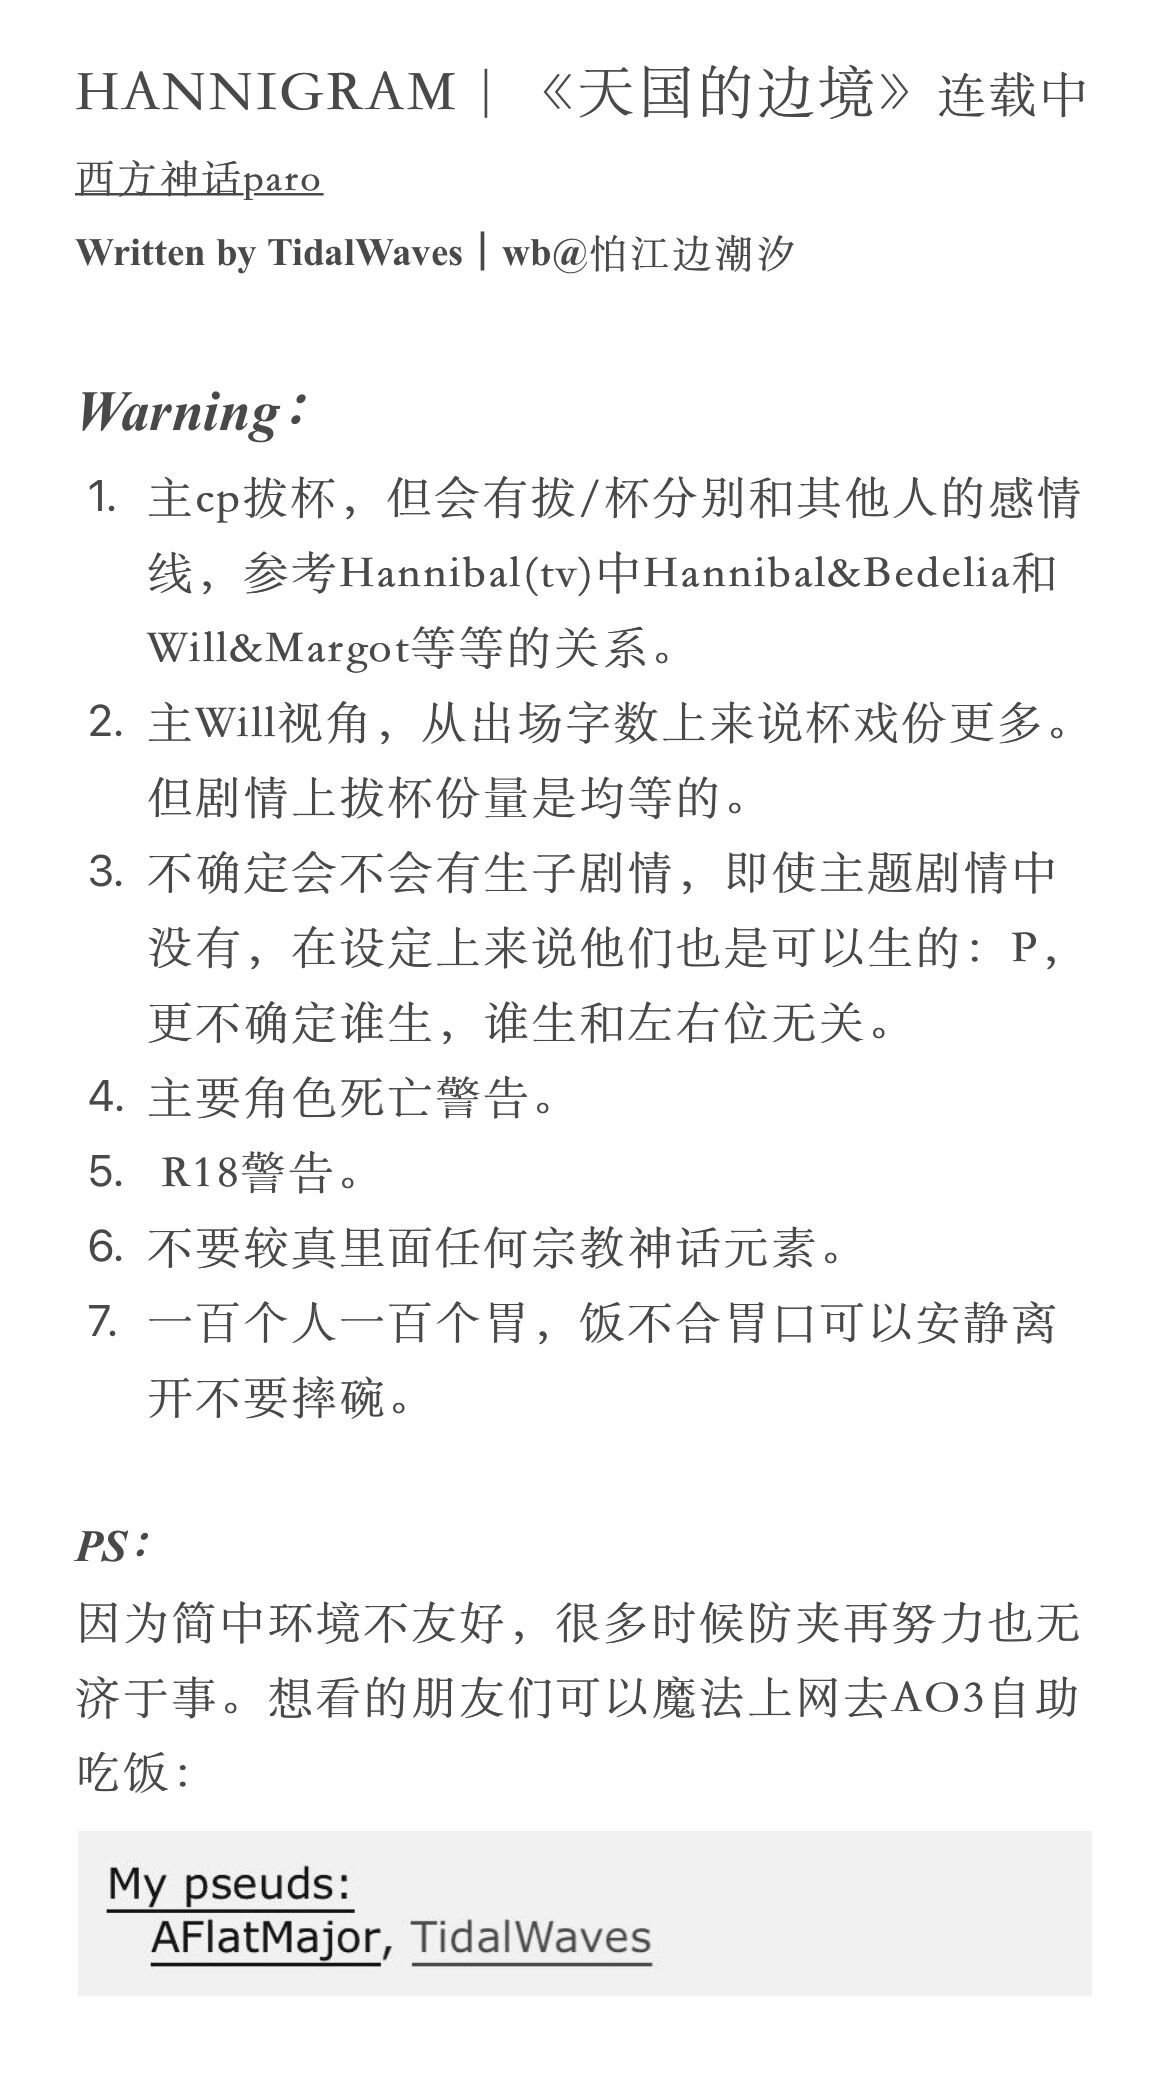 HANNIGRAM｜《天国的边境》连载中
西方神话paro
Written by TidalWaves｜wb@怕江边潮汐
Warning：
1. 主cp拔杯，但会有拔/杯分别和其他人的感情
线，参考Hannibal(tv)中Hannibal&Bedelia和
Will&Margot等等的关系。
2. 主Will视角，从出场字数上来说杯戏份更多。
但剧情上拔杯份量是均等的。
3. 不确定会不会有生子剧情，即使主题剧情中
没有，在设定上来说他们也是可以生的：P，
更不确定谁生，谁生和左右位无关。
4. 主要角色死亡警告。
5. R18警告。
6. 不要较真里面任何宗教神话元素。
7. 一百个人一百个胃，饭不合胃口可以安静离
开不要摔碗。
PS：
因为简中环境不友好，很多时候防夹再努力也无
济于事。想看的朋友们可以魔法上网去AO3自助
吃饭：
My pseuds:
AFlatMajor, TidalWaves